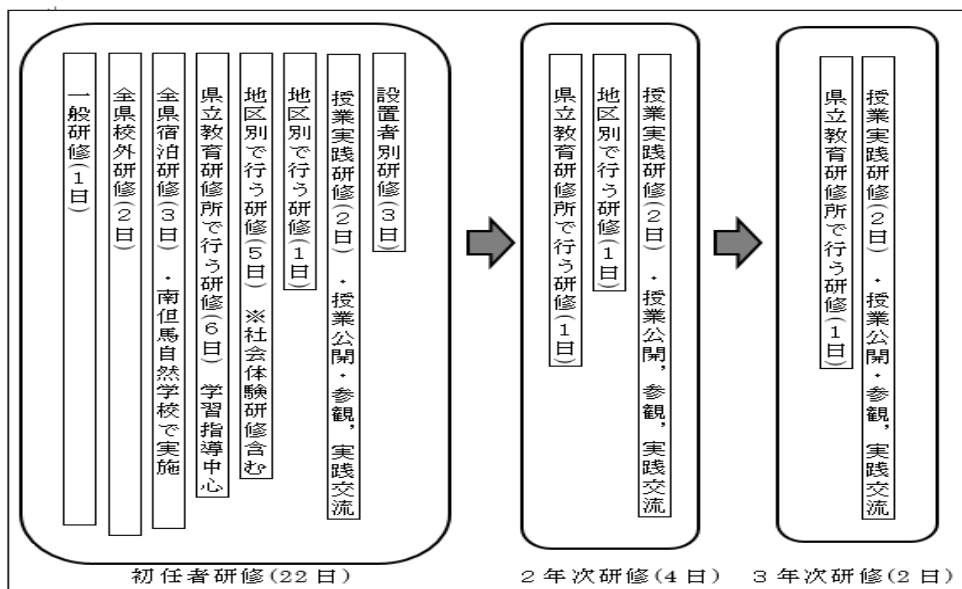 設置者別研修(3日)
授業実践研修(2日) ・授業公開・参観，実践交流
地区別で行う研修(1日)
地区別で行う研修(5日) ※社会体験研修含む
県立教育研修所で行う研修(6日) 学習指導中心
全県宿泊研修(3日) ・南但馬自然学校で実施
全県校外研修(2日)
一般研修(1日)
初任者研修(22日)
授業実践研修(2日) ・授業公開，参観，実践交流
地区別で行う研修(1日)
県立教育研修所で行う研修(1日)
2年次研修(4日)
授業実践研修(2日) ・授業公開・参観，実践交流
県立教育研修所で行う研修(1日)
3年次研修(2日)